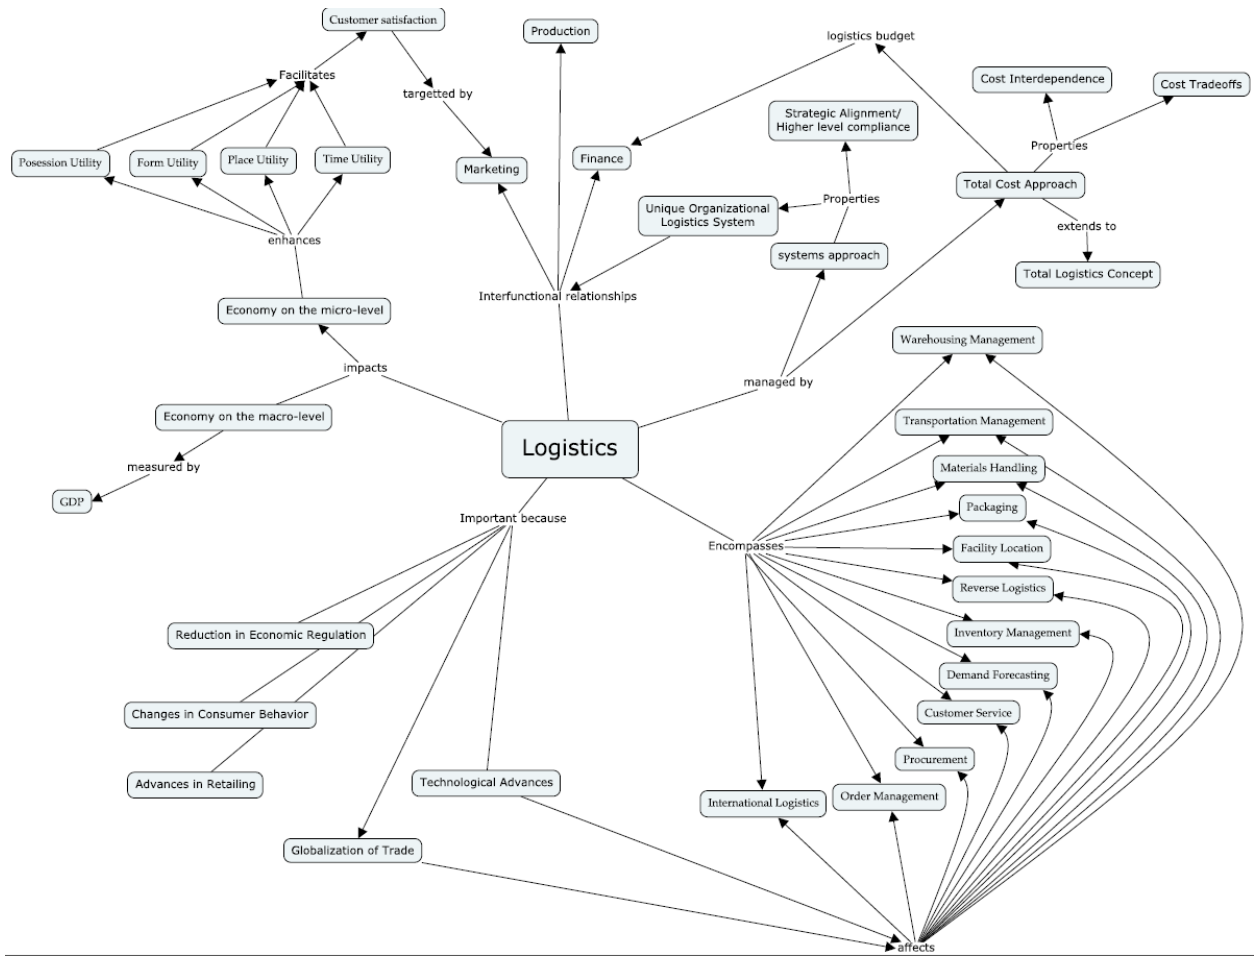 Customer satisfaction
Production
logistics budget
Facilitates
Cost Interdependence
Cost Tradeoffs
targetted by
Strategic Alignment/
Higher level compliance
Posession Utility
Form Utility
Place Utility
Time Utility
Marketing
Finance
Properties
Total Cost Approach
Unique Organizational
Logistics System
Properties
extends to
enhances
systems approach
Total Logistics Concept
Interfunctional relationships
Economy on the micro-level
Warehousing Management
impacts
managed by
Economy on the macro-level
Transportation Management
Logistics
measured by
Materials Handling
GDP
Packaging
Important because
Encompasses
Facility Location
Reverse Logistics
Reduction in Economic Regulation
Inventory Management
Demand Forecasting
Changes in Consumer Behavior
Customer Service
Procurement
Advances in Retailing
Technological Advances
International Logistics
Order Management
Globalization of Trade
affects